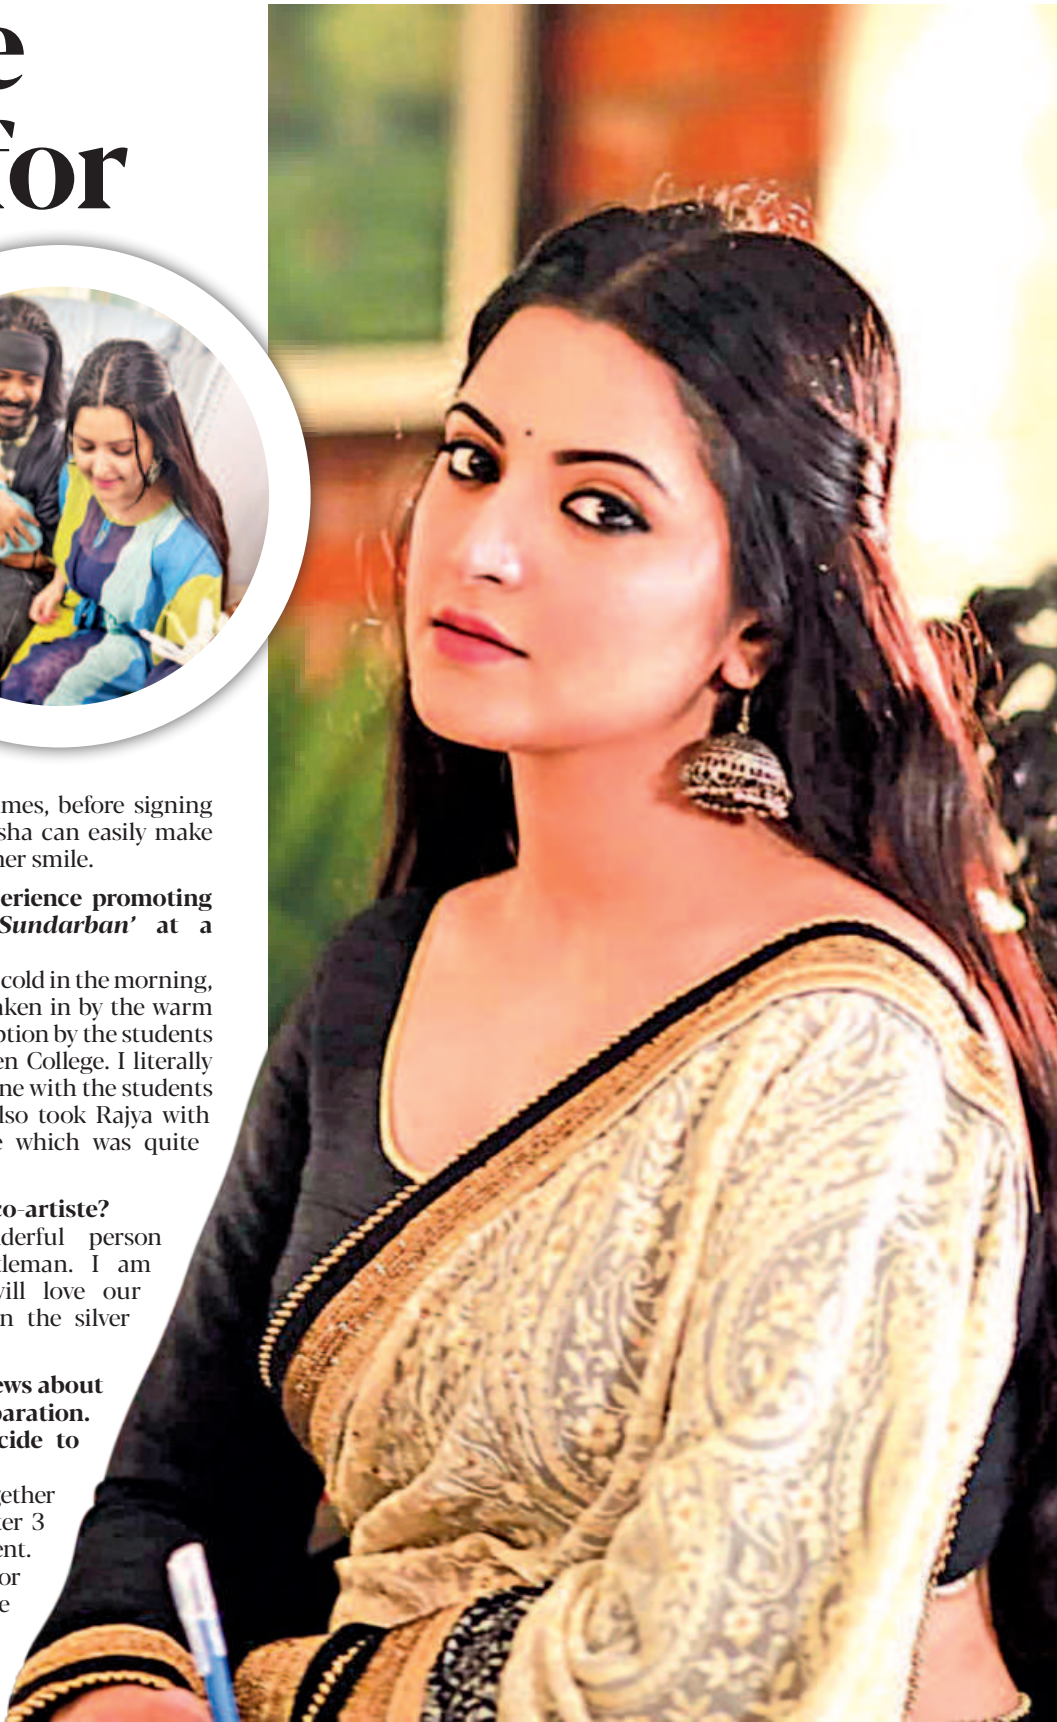 e
for
mes, before signing
sha can easily make
her smile.
erience promoting
Sundarban’ at a
cold in the morning,
aken in by the warm
ption by the students
en College. I literally
ne with the students
lso took Rajya with
e which was quite
co-artiste?
derful person
tleman. I am
will love our
n the silver
ews about
paration.
cide to
gether
ter 3
ent.
or
e